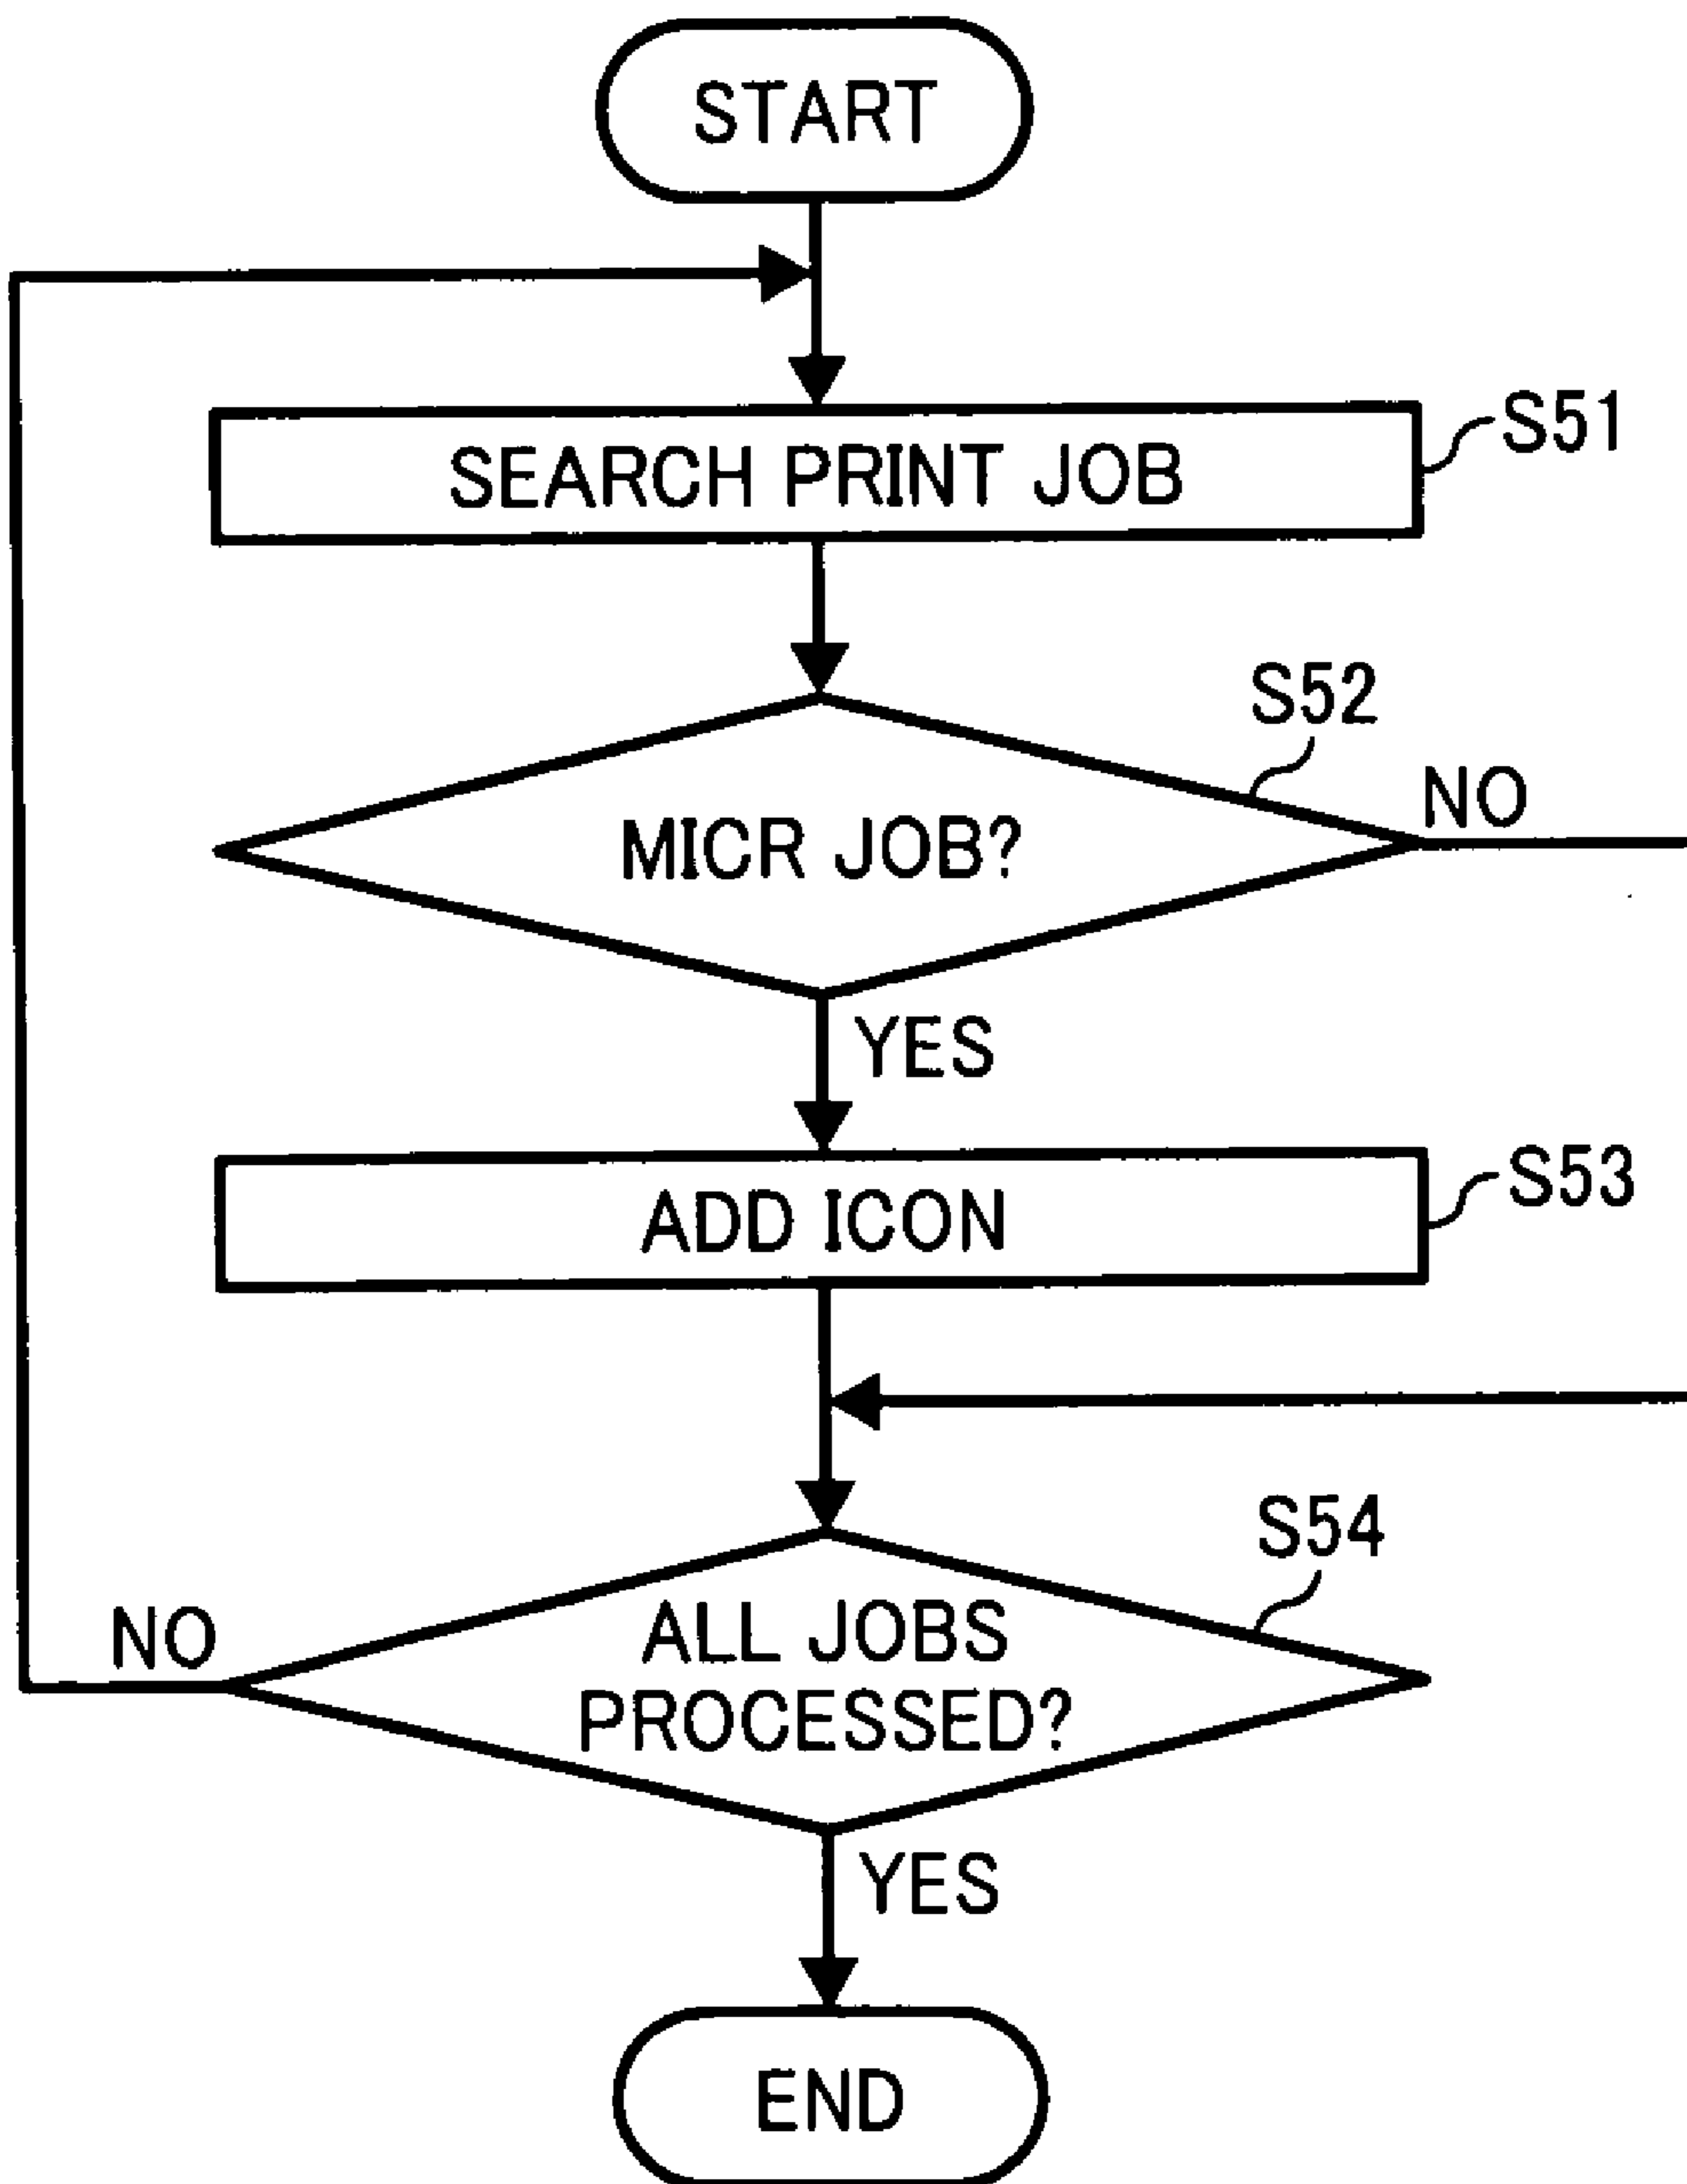 START
SEARCH PRINT JOB
S51
S52
MICR JOB?
NO
YES
ADD ICON
S53
S54
ALL JOBS
PROCESSED?
NO
YES
END